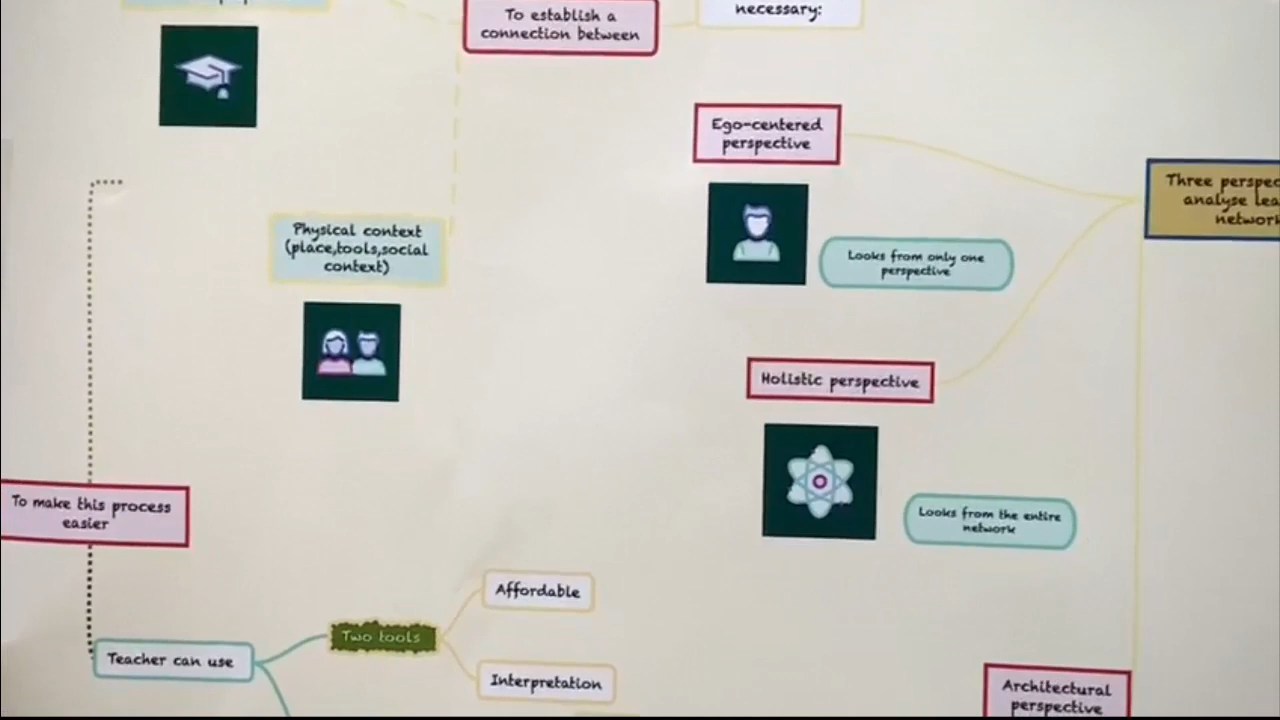 To establish a
connection between
necessary:
Ego-centered
perspective
Three
analyse
Physical context
(place,tools,social
context)
Looks from only one
perspective
Holistic perspective
To make this process
easier
Looks from the entire
network
Affordable
Two tools
Teacher can use
Interpretation
Architectural
perspective